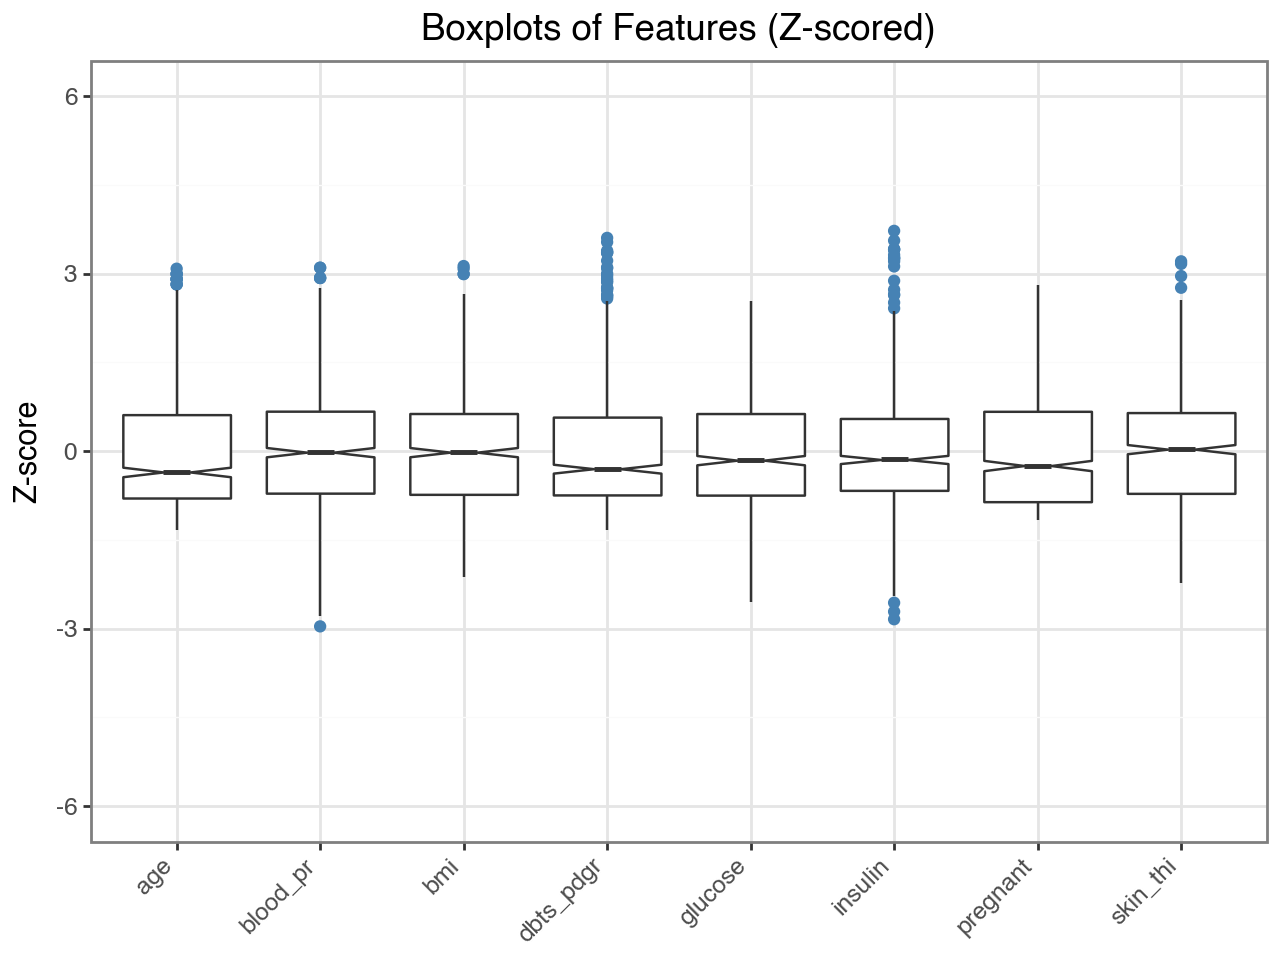 Boxplots of Features (Z-scored)
Z-score
6
3
0
-3
-6
age
blood_pr
bmi
dbts_pdgr
glucose
insulin
pregnant
skin_thi